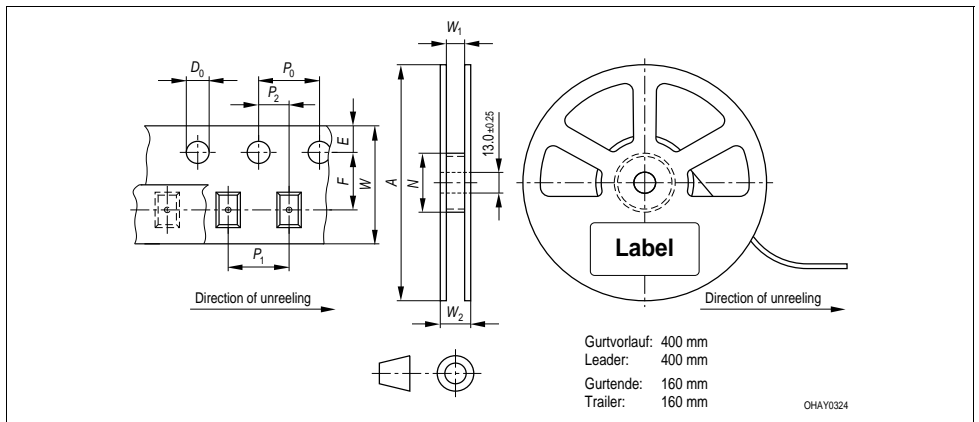 W₁
D₀
P₀
P₂
E
F
W
A
N
13.0±0.25
P₁
W₂
Label
Direction of unreeling
Direction of unreeling
Gurtvorlauf: 400 mm
Leader: 400 mm
Gurtende: 160 mm
Trailer: 160 mm
OHAY0324